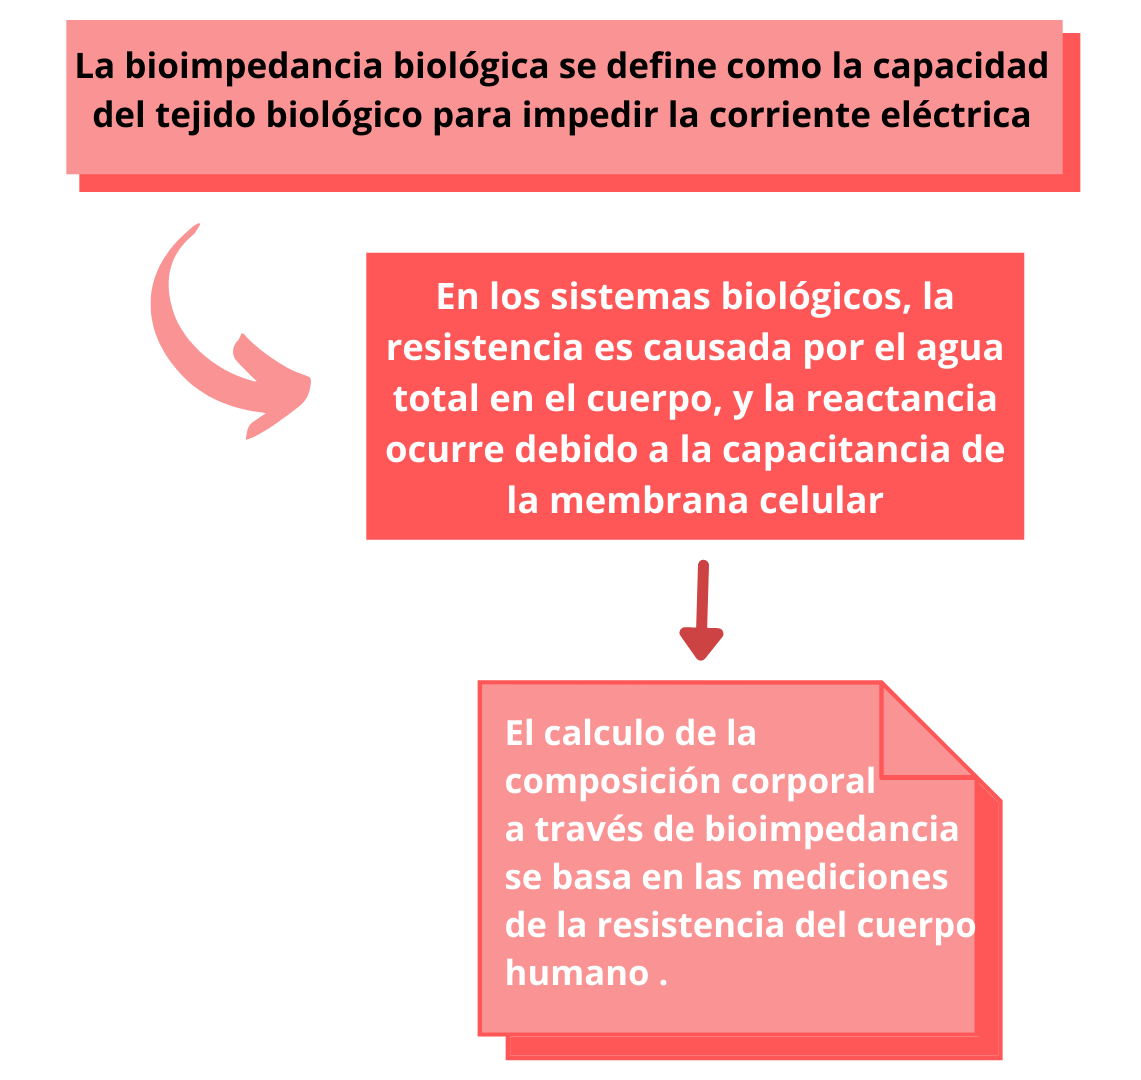 La bioimpedancia biológica se define como la capacidad
del tejido biológico para impedir la corriente eléctrica
En los sistemas biológicos, la
resistencia es causada por el agua
total en el cuerpo, y la reactancia
ocurre debido a la capacitancia de
la membrana celular
El calculo de la
composición corporal
a través de bioimpedancia
se basa en las mediciones
de la resistencia del cuerpo
humano .